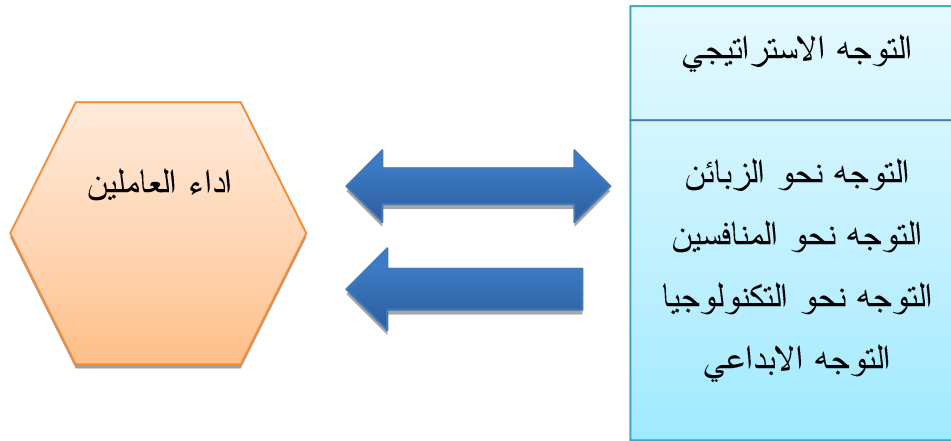 التوجه الاستراتيجي
التوجه نحو الزبائن
التوجه نحو المنافسين
التوجه نحو التكنولوجيا
التوجه الابداعي
اداء العاملين